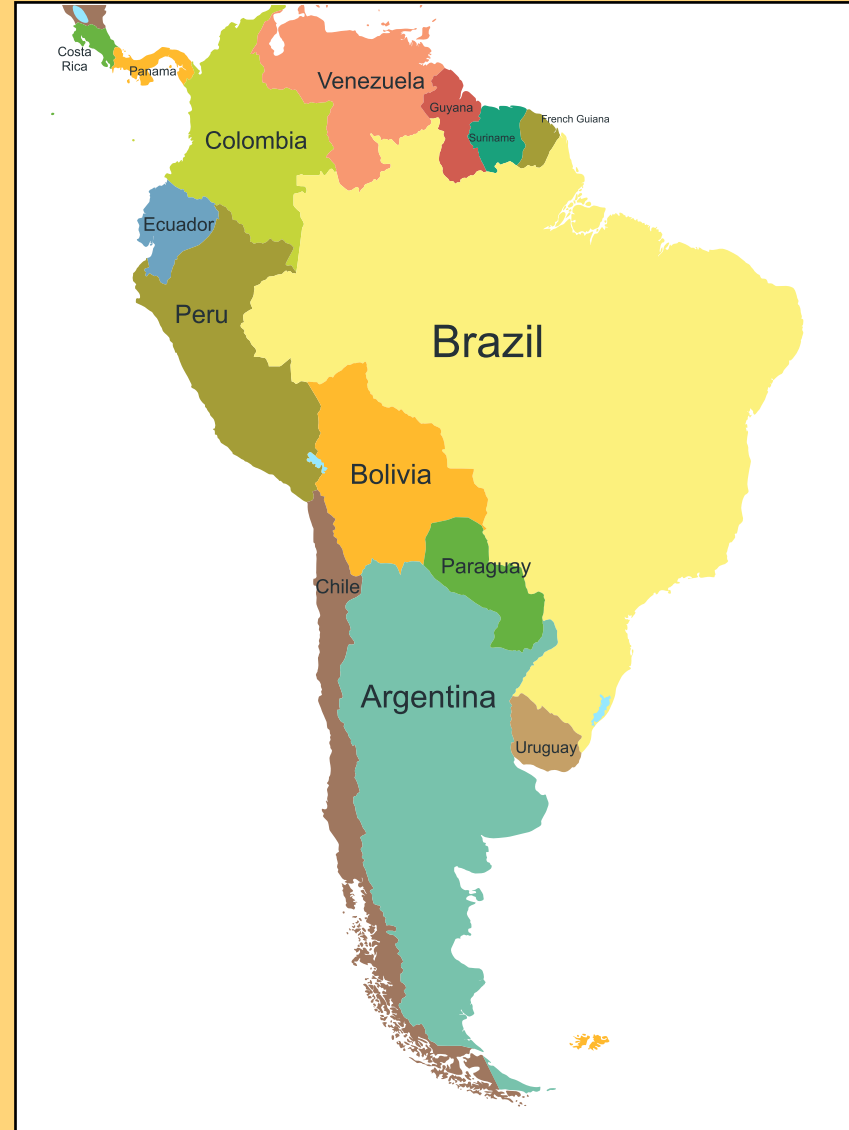 Costa
Rica
Panama
Venezuela
Guyana
French Guiana
Suriname
Colombia
Ecuador
Peru
Brazil
Bolivia
Paraguay
Chile
Argentina
Uruguay